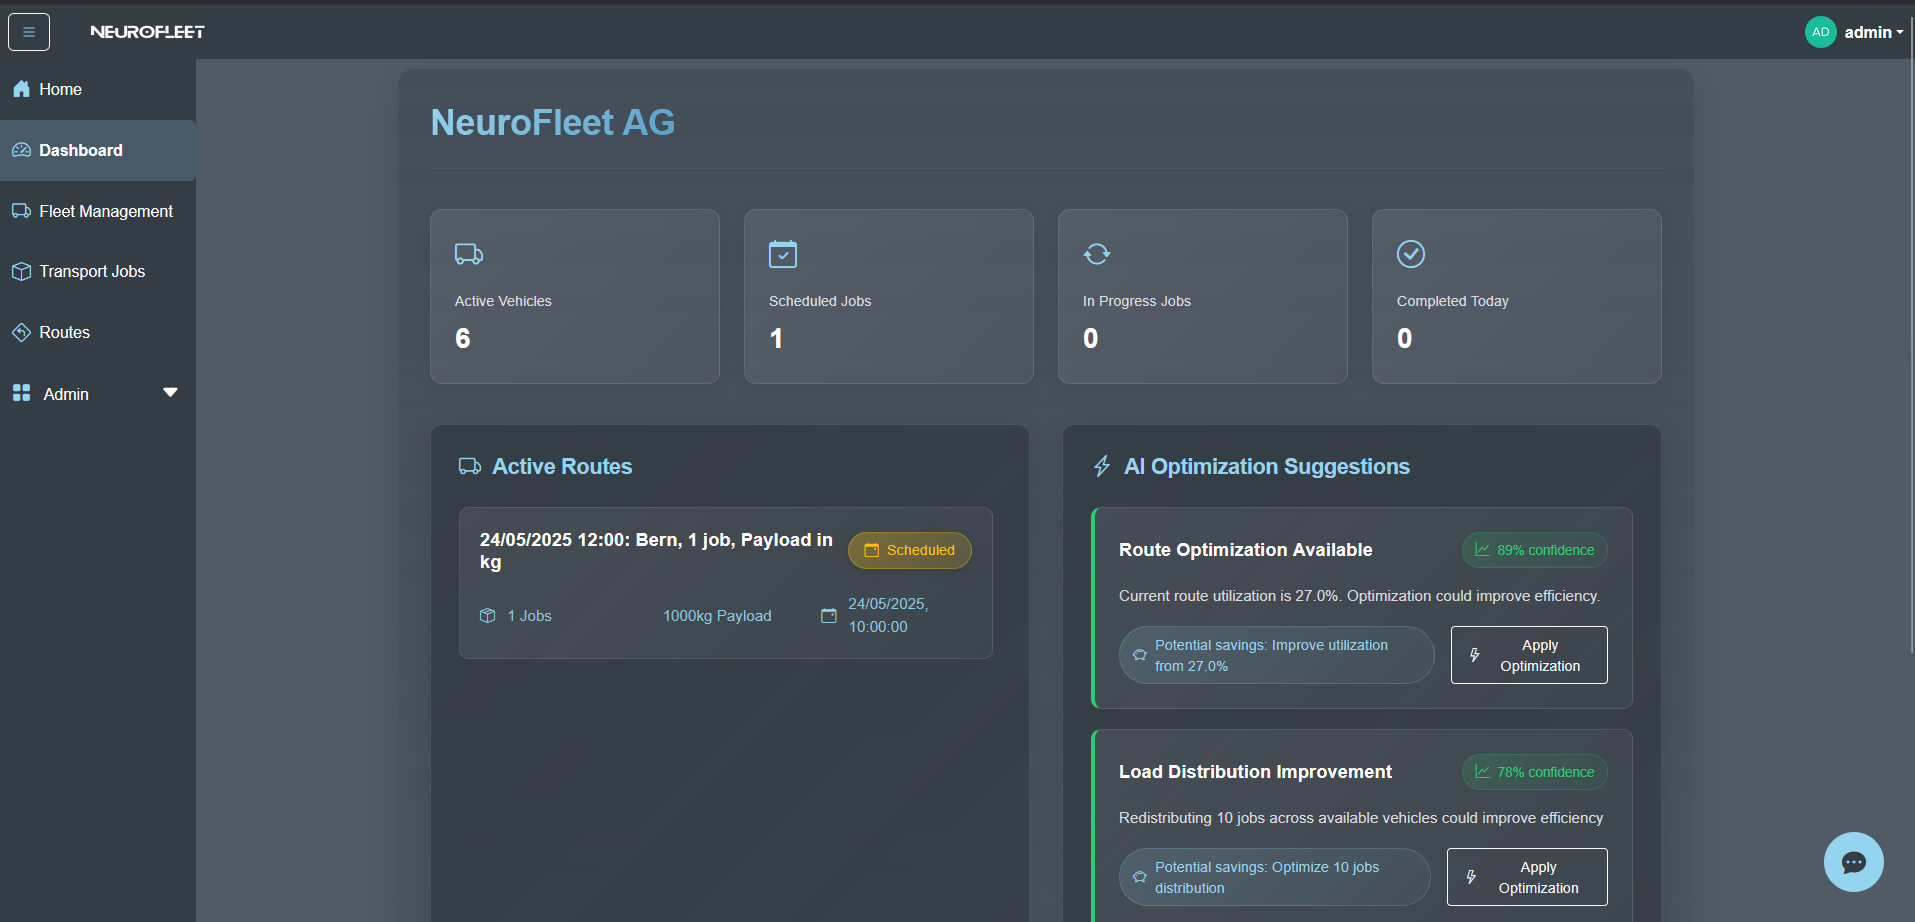 NEUROFLEET
AD
admin
Home
Dashboard
Fleet Management
Transport Jobs
Routes
Admin
NeuroFleet AG
Active Vehicles
6
Scheduled Jobs
1
In Progress Jobs
0
Completed Today
0
Active Routes
24/05/2025 12:00: Bern, 1 job, Payload in
kg
Scheduled
1 Jobs
1000kg Payload
24/05/2025,
10:00:00
AI Optimization Suggestions
Route Optimization Available
89% confidence
Current route utilization is 27.0%. Optimization could improve efficiency.
Potential savings: Improve utilization
from 27.0%
Apply
Optimization
Load Distribution Improvement
78% confidence
Redistributing 10 jobs across available vehicles could improve efficiency
Potential savings: Optimize 10 jobs
distribution
Apply
Optimization